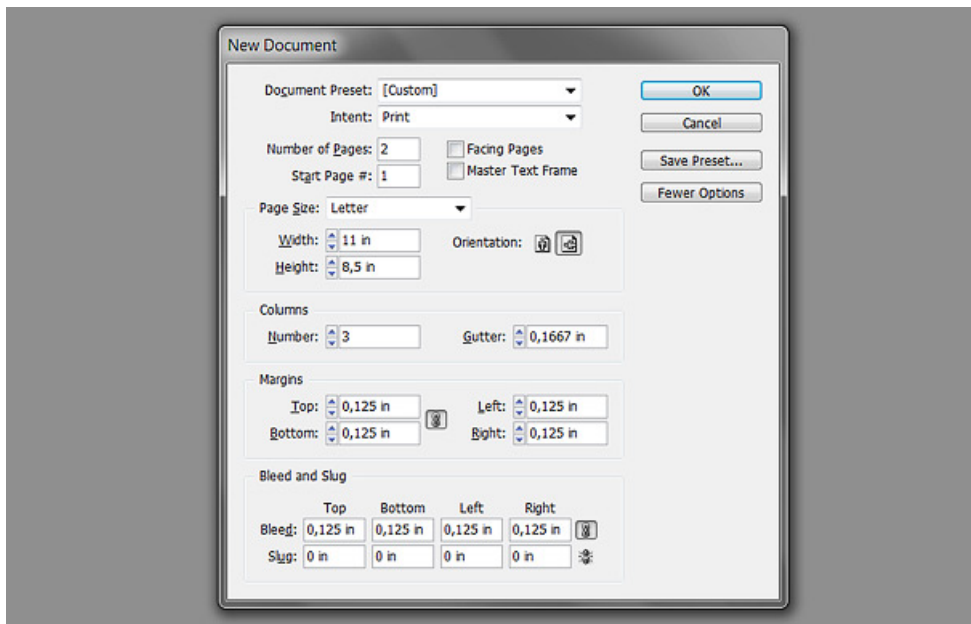 New Document
Document Preset: [Custom]
OK
Intent: Print
Cancel
Number of Pages: 2
Facing Pages
Save Preset...
Start Page #: 1
Master Text Frame
Fewer Options
Page Size: Letter
Width: 11 in
Orientation:
Height: 8,5 in
Columns
Number: 3
Gutter: 0,1667 in
Margins
Top: 0,125 in
Left: 0,125 in
Bottom: 0,125 in
Right: 0,125 in
Bleed and Slug
Top Bottom Left Right
Bleed: 0,125 in 0,125 in 0,125 in 0,125 in
Slug: 0 in 0 in 0 in 0 in